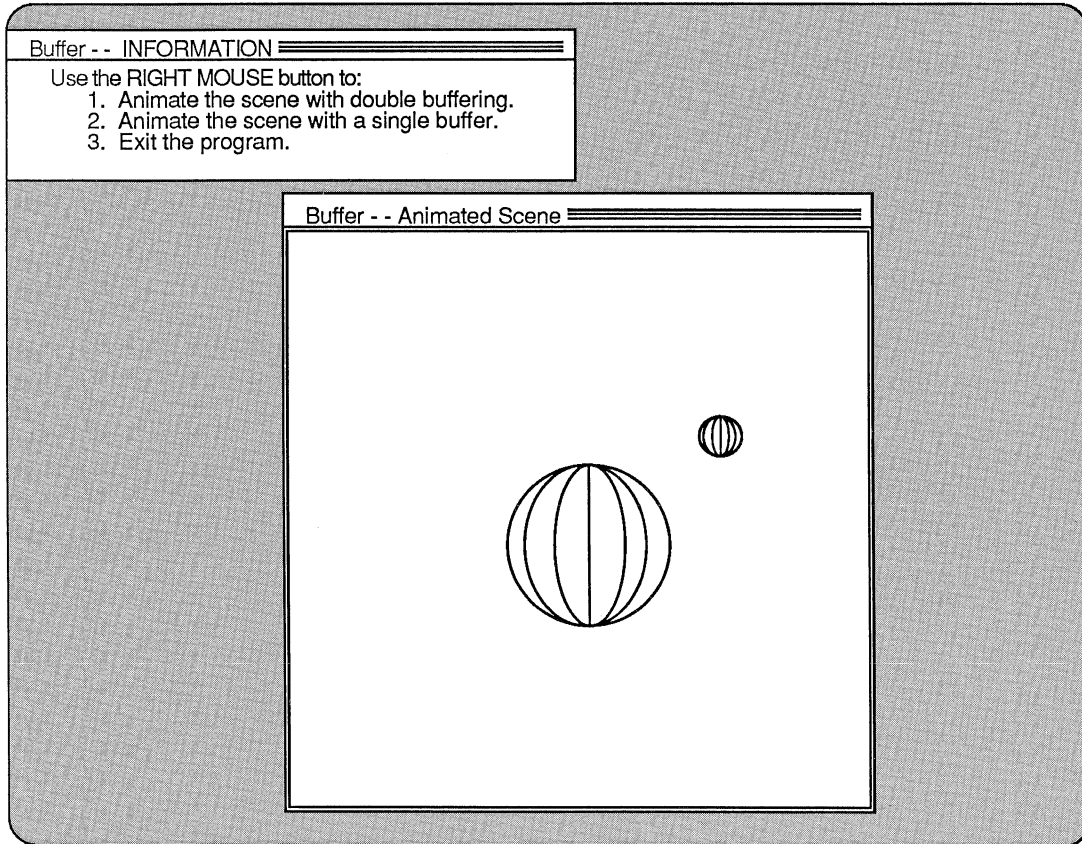 Buffer - - INFORMATION
Use the RIGHT MOUSE button to:
1. Animate the scene with double buffering.
2. Animate the scene with a single buffer.
3. Exit the program.
Buffer - - Animated Scene